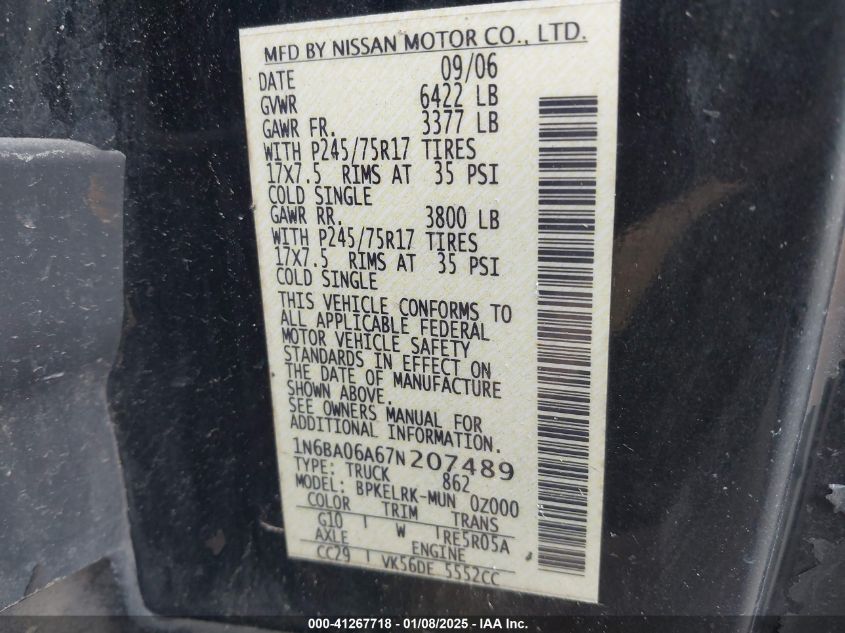 MFD BY NISSAN MOTOR CO., LTD.
DATE 09/06
GVWR 6422 LB
GAWR FR. 3377 LB
WITH P245/75R17 TIRES
17X7.5 RIMS AT 35 PSI
COLD SINGLE
GAWR RR. 3800 LB
WITH P245/75R17 TIRES
17X7.5 RIMS AT 35 PSI
COLD SINGLE
THIS VEHICLE CONFORMS TO
ALL APPLICABLE FEDERAL
MOTOR VEHICLE SAFETY
STANDARDS IN EFFECT ON
THE DATE OF MANUFACTURE
SHOWN ABOVE.
SEE OWNERS MANUAL FOR
ADDITIONAL INFORMATION.
1N6BA06A67N207489
TYPE: TRUCK 862
MODEL: BPKELRK-MUN 0Z000
COLOR TRIM TRANS
G10 W RE5R05A
AXLE ENGINE
CC29 VK56DE 5552CC
000-41267718 - 01/08/2025 - IAA Inc.